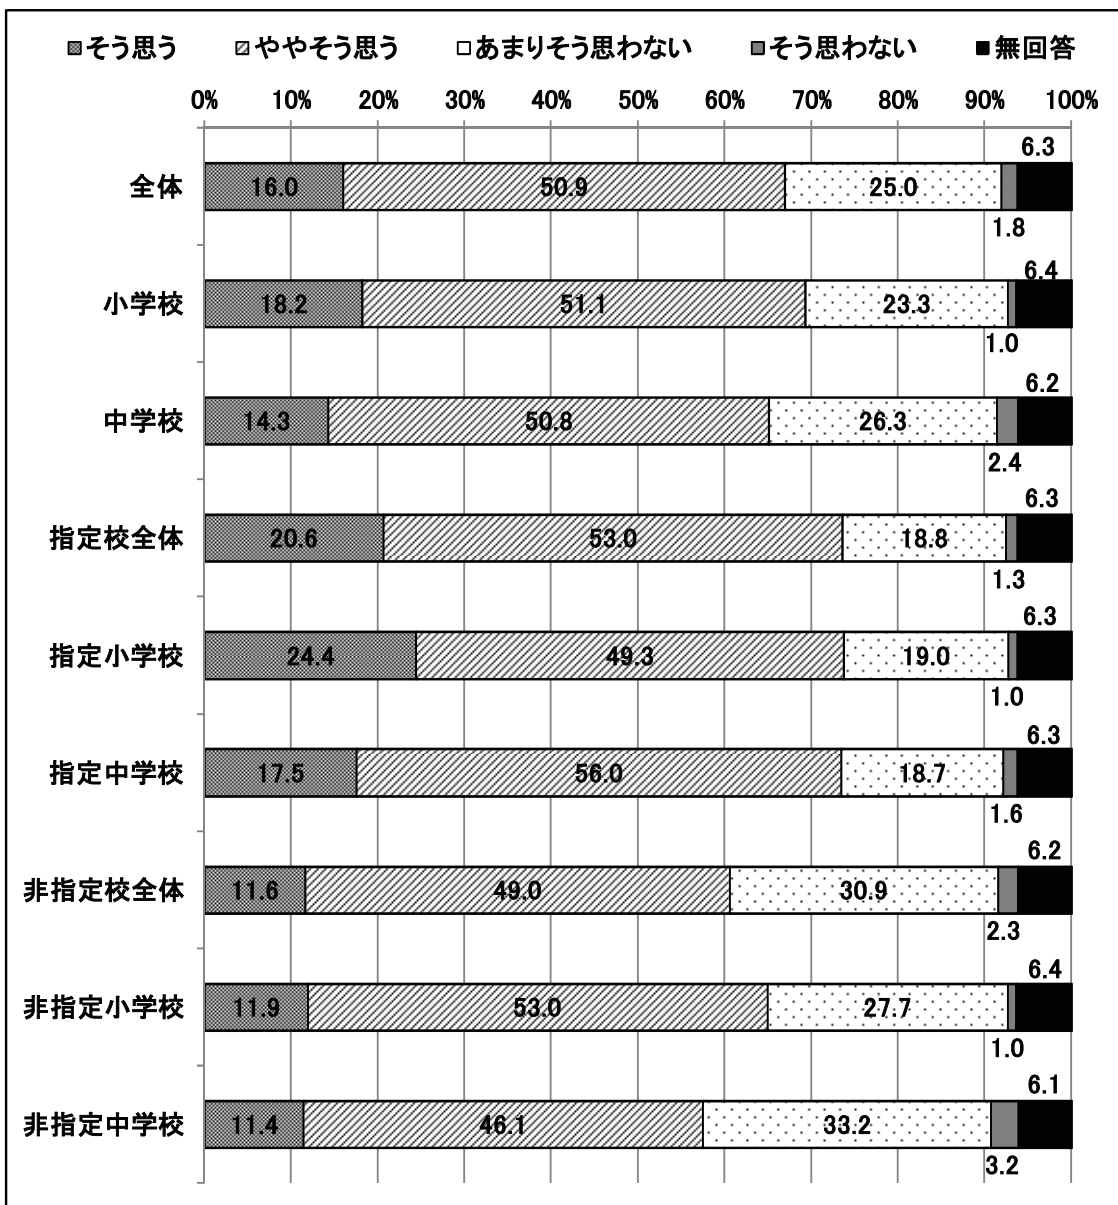 そう思う ややそう思う あまりそう思わない そう思わない 無回答
0% 10% 20% 30% 40% 50% 60% 70% 80% 90% 100%
6.3
全体 16.0 50.9 25.0
1.8
6.4
小学校 18.2 51.1 23.3
1.0
6.2
中学校 14.3 50.8 26.3
2.4
6.3
指定校全体 20.6 53.0 18.8
1.3
6.3
指定小学校 24.4 49.3 19.0
1.0
6.3
指定中学校 17.5 56.0 18.7
1.6
6.2
非指定校全体 11.6 49.0 30.9
2.3
6.4
非指定小学校 11.9 53.0 27.7
1.0
6.1
非指定中学校 11.4 46.1 33.2
3.2